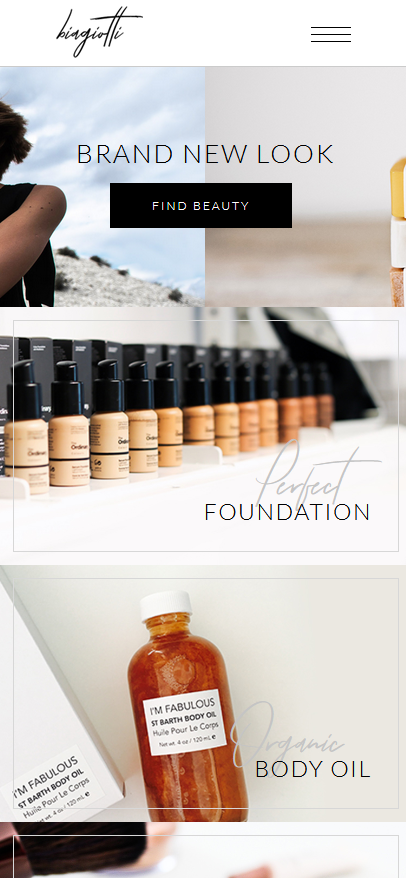 biagiotti
BRAND NEW LOOK
FIND BEAUTY
Ordinary
Perfect
FOUNDATION
I'M FABULOUS
ST BARTH BODY OIL
Huile Pour Le Corps
Net wt. 4 oz / 120 mL e
I'M FABULOUS
ST BARTH BODY OIL
Huile Pour Le Corps
Net wt. 4 oz / 120 mL e
Organic
BODY OIL